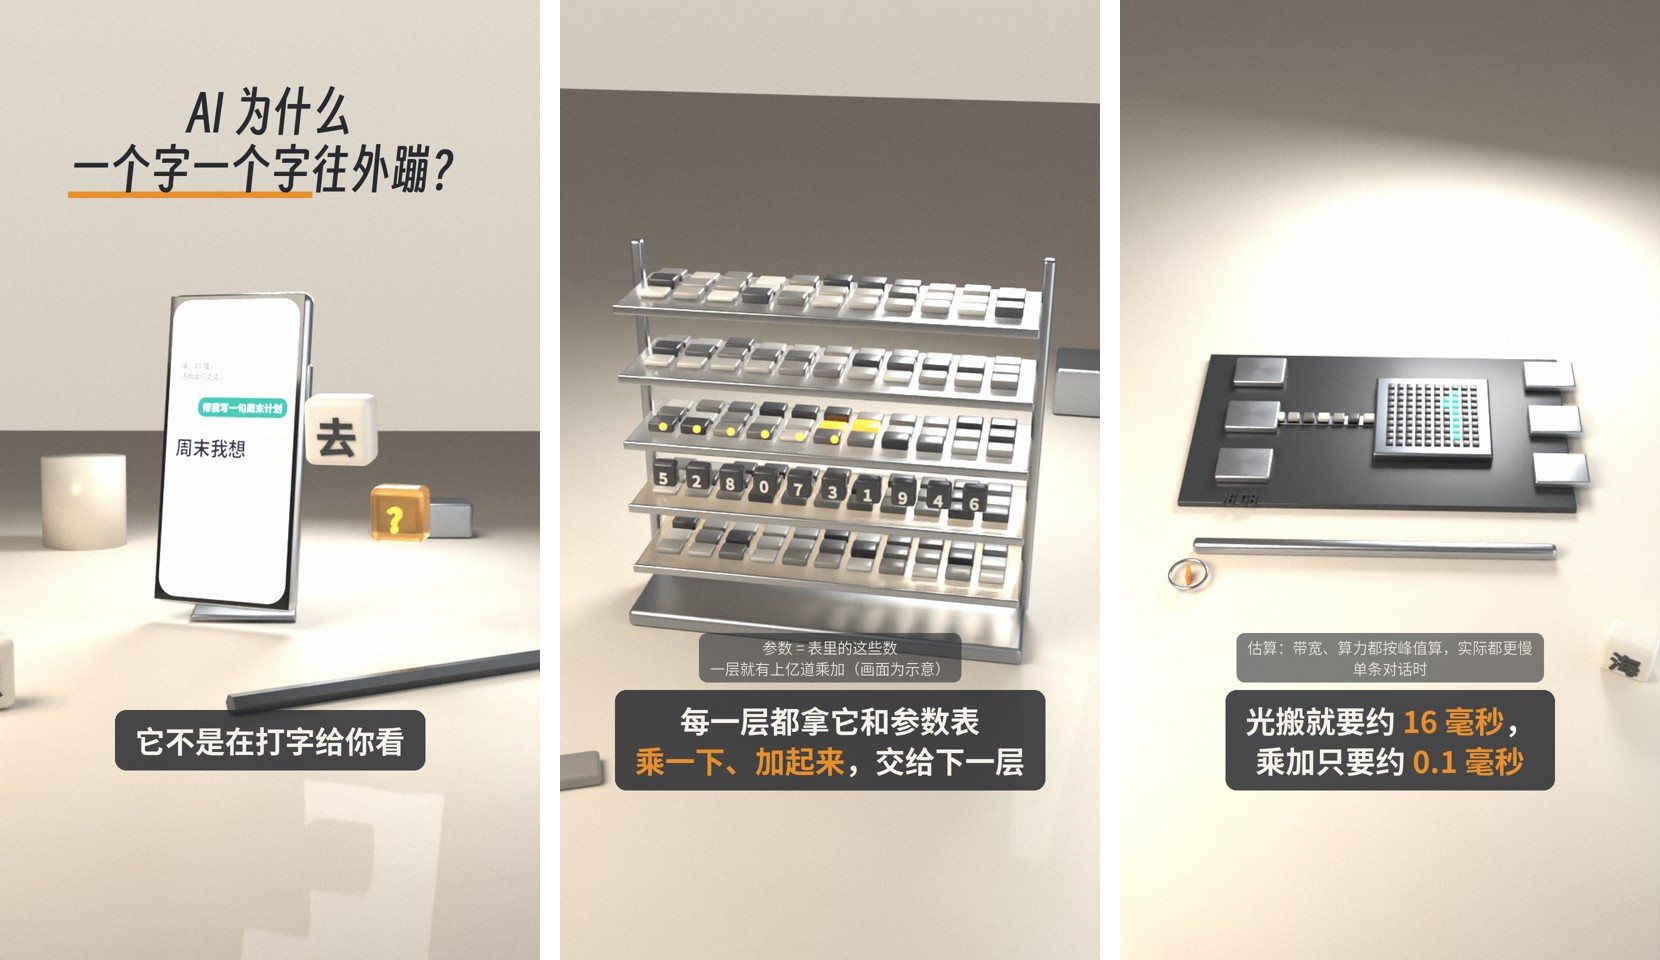 AI 为什么
一个字一个字往外蹦?
帮我写一句周末计划
周末我想
去
?
它不是在打字给你看
5 2 8 0 7 3 1 9 4 6
参数 = 表里的这些数
一层就有上亿道乘加（画面为示意）
每一层都拿它和参数表
乘一下、加起来，交给下一层
16 GB
估算：带宽、算力都按峰值算，实际都更慢
单条对话时
光搬就要约 16 毫秒，
乘加只要约 0.1 毫秒
海